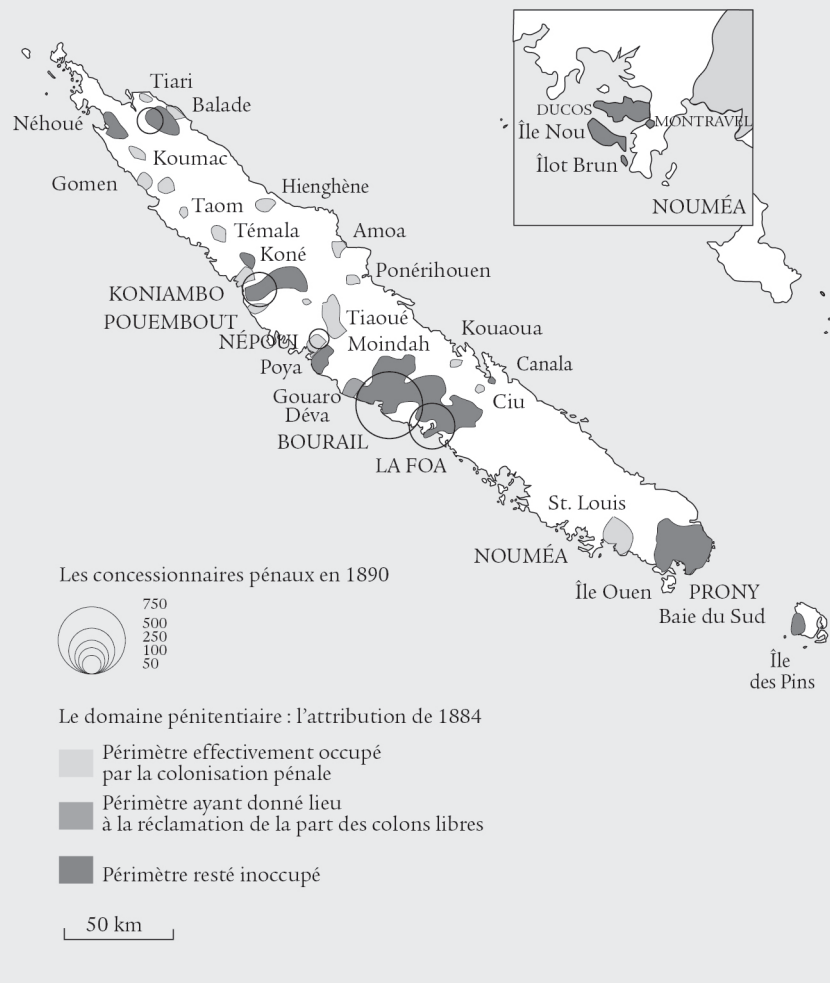 Tiari
Balade
Néhoué
Koumac
Gomen
Hienghène
Taom
Témala
Amoa
Koné
Ponérihouen
KONIAMBO
POUEMBOUT
Tiaoué
NÉPOUI
Moindah
Kouaoua
Poya
Canala
Gouaro
Déva
Ciu
BOURAIL
LA FOA
St. Louis
NOUMÉA
Île Ouen
PRONY
Baie du Sud
Île
des Pins
DUCOS
MONTRAVEL
Île Nou
Îlot Brun
NOUMÉA
Les concessionnaires pénaux en 1890
750
500
250
100
50
Le domaine pénitentiaire : l’attribution de 1884
Périmètre effectivement occupé
par la colonisation pénale
Périmètre ayant donné lieu
à la réclamation de la part des colons libres
Périmètre resté inoccupé
50 km